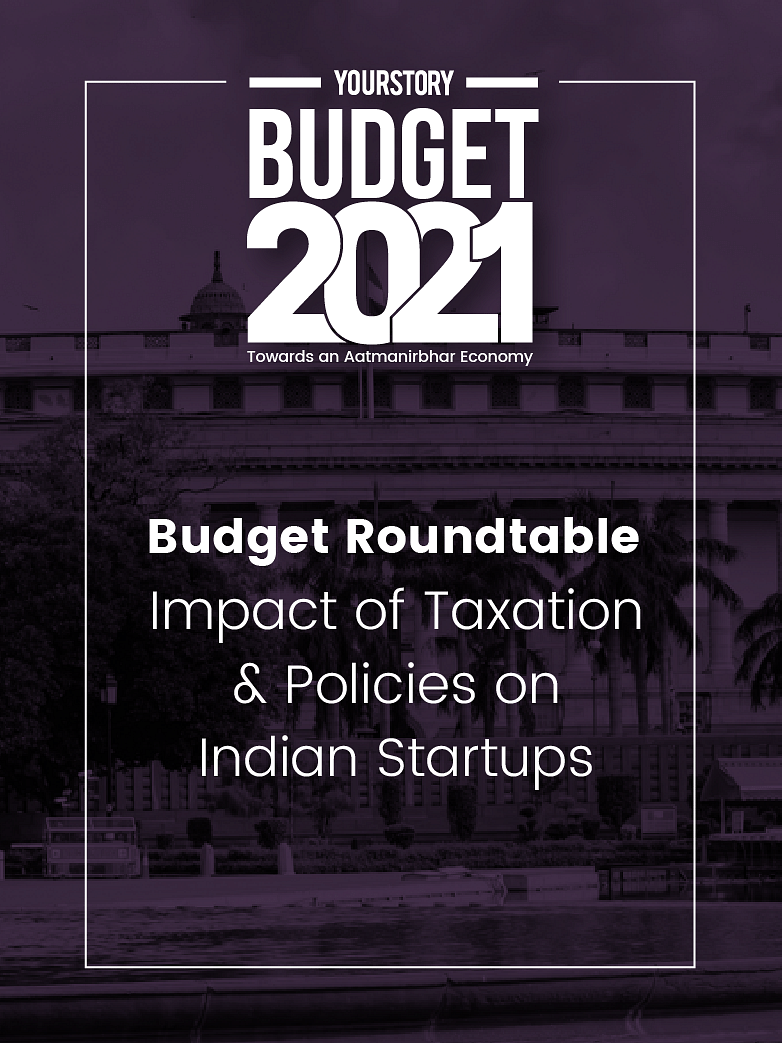 YOURSTORY
BUDGET
2021
Towards an Aatmanirbhar Economy
Budget Roundtable
Impact of Taxation
& Policies on
Indian Startups